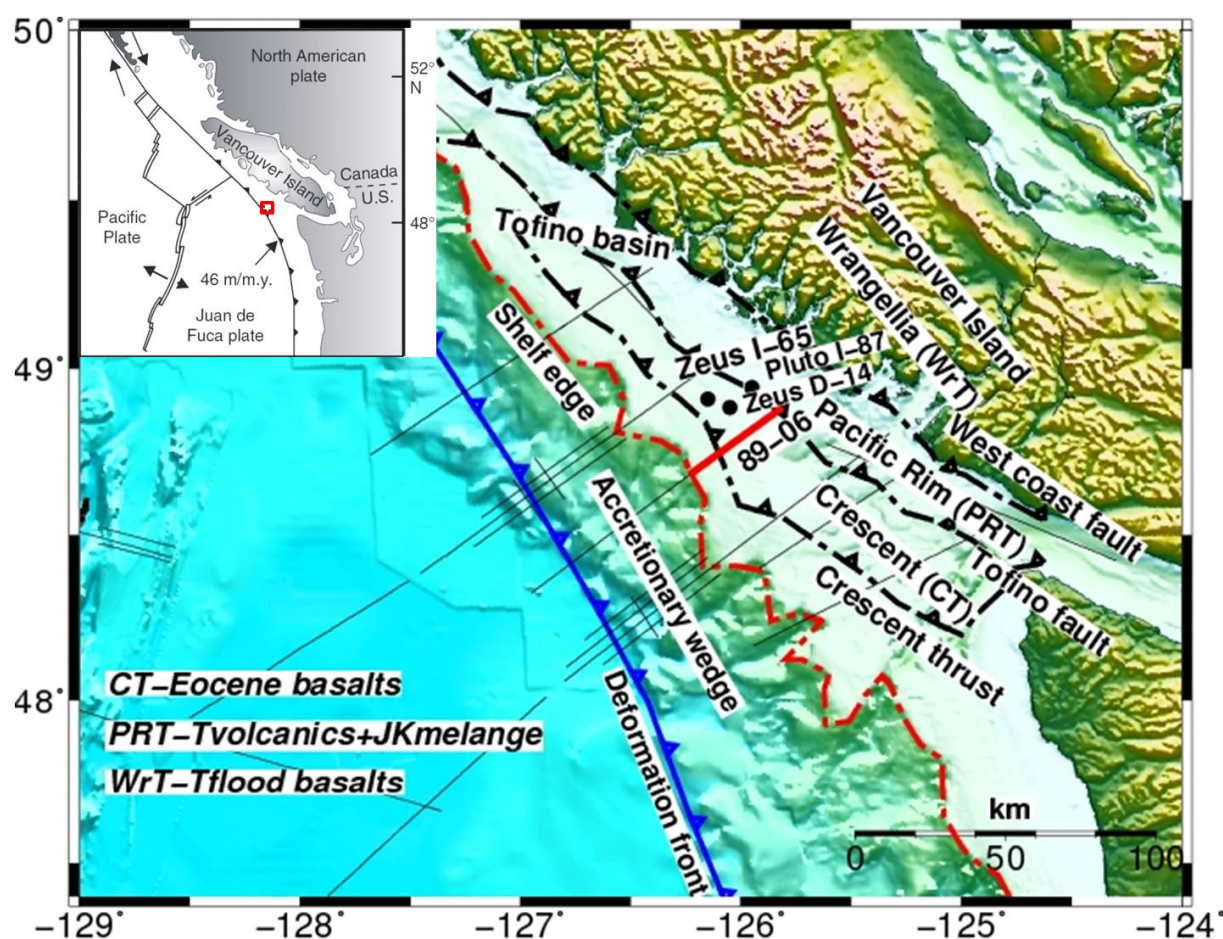 50°
49°
48°
North American
plate
52°
N
Vancouver Island
Canada
U.S.
48°
Pacific
Plate
46 m/m.y.
Juan de
Fuca plate
Tofino basin
Vancouver Island
Wrangellia (WrT)
Shelf edge
Zeus I–65
Pluto I–87
Zeus D–14
89–06
Pacific Rim (PRT)
West coast fault
Crescent (CT)
Tofino fault
Crescent thrust
Accretionary wedge
Deformation front
CT–Eocene basalts
PRT–Tvolcanics+JKmelange
WrT–Tflood basalts
km
0 50 100
−129° −128° −127° −126° −125° −124°